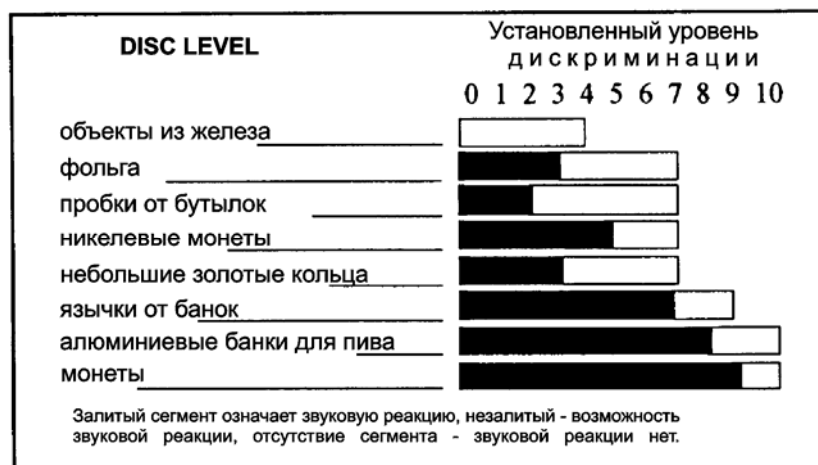 DISC LEVEL
Установленный уровень
дискриминации
0 1 2 3 4 5 6 7 8 9 10
объекты из железа
фольга
пробки от бутылок
никелевые монеты
небольшие золотые кольца
язычки от банок
алюминиевые банки для пива
монеты
Залитый сегмент означает звуковую реакцию, незалитый - возможность
звуковой реакции, отсутствие сегмента - звуковой реакции нет.